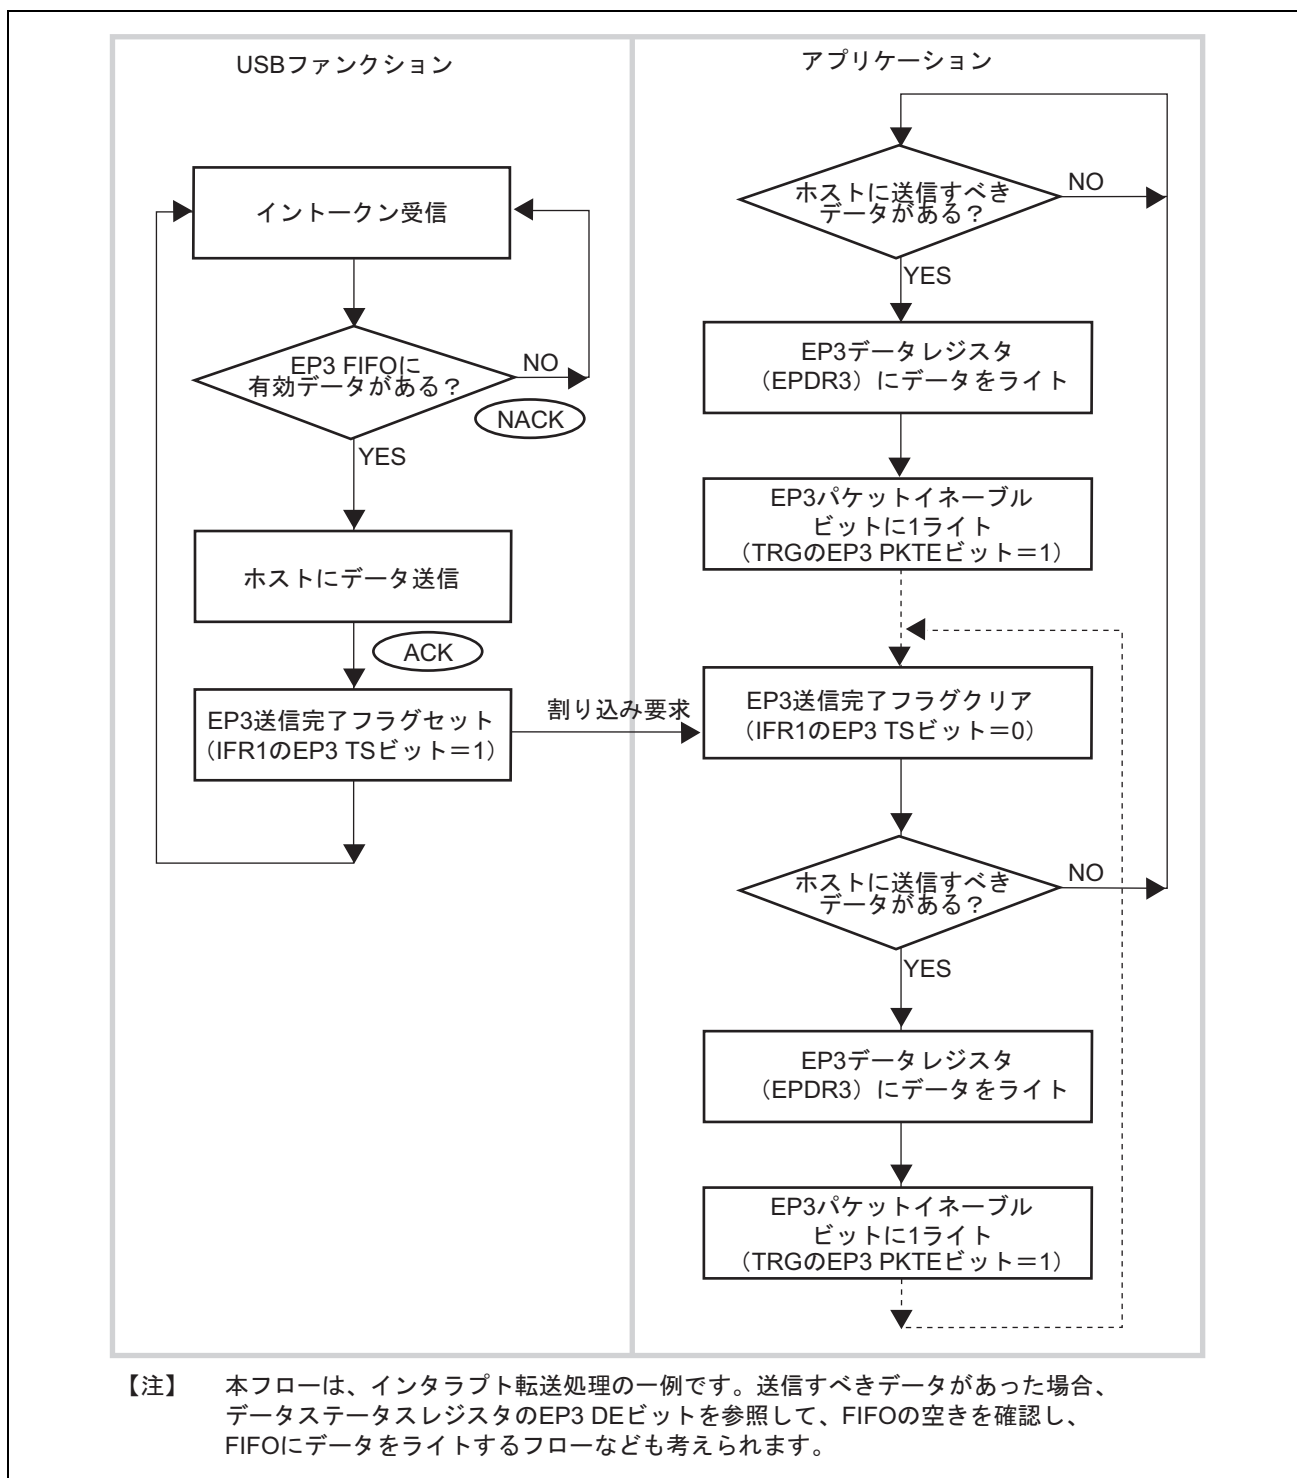 USBファンクション
イントークン受信
EP3 FIFOに
有効データがある？
NO
NACK
YES
ホストにデータ送信
ACK
EP3送信完了フラグセット
（IFR1のEP3 TSビット＝1）
割り込み要求
アプリケーション
ホストに送信すべき
データがある？
NO
YES
EP3データレジスタ
（EPDR3）にデータをライト
EP3パケットイネーブル
ビットに1ライト
（TRGのEP3 PKTEビット＝1）
EP3送信完了フラグクリア
（IFR1のEP3 TSビット＝0）
ホストに送信すべき
データがある？
NO
YES
EP3データレジスタ
（EPDR3）にデータをライト
EP3パケットイネーブル
ビットに1ライト
（TRGのEP3 PKTEビット＝1）
【注】 本フローは、インタラプト転送処理の一例です。送信すべきデータがあった場合、
データステータスレジスタのEP3 DEビットを参照して、FIFOの空きを確認し、
FIFOにデータをライトするフローなども考えられます。